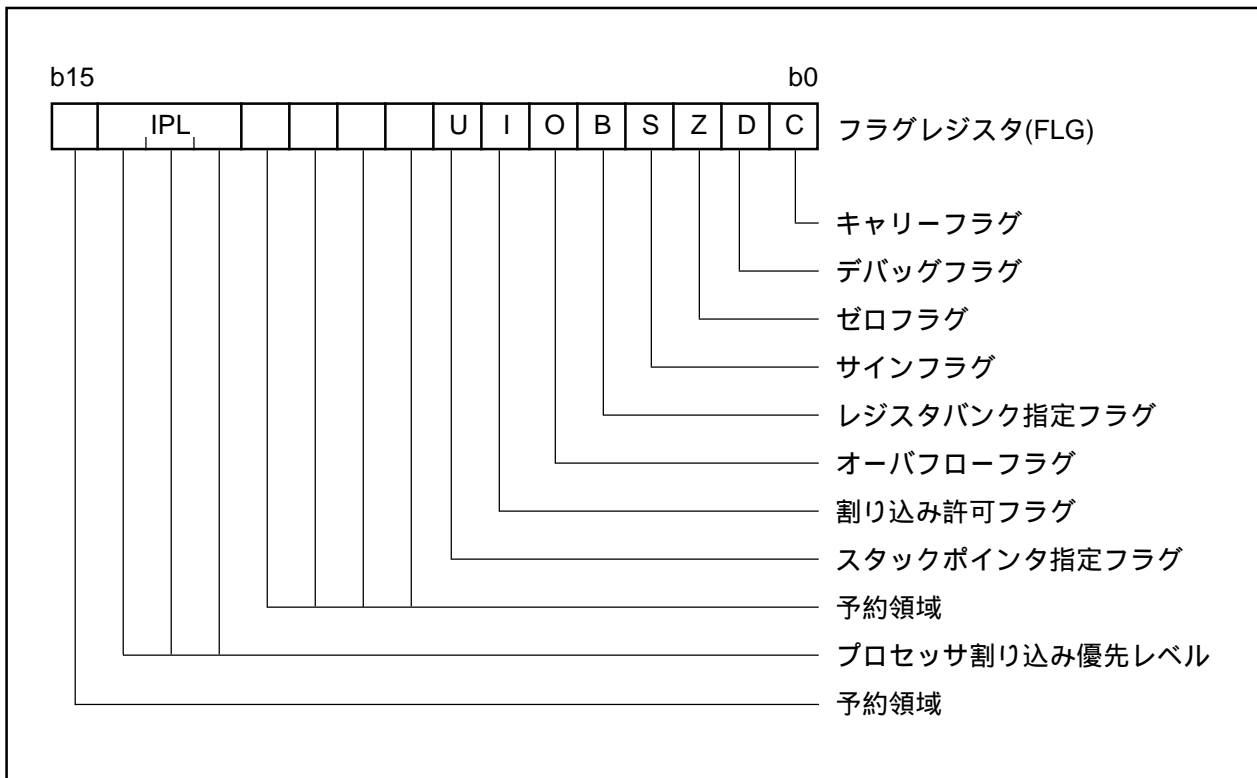 b15 b0
IPL U I O B S Z D C フラグレジスタ(FLG)
キャリーフラグ
デバッグフラグ
ゼロフラグ
サインフラグ
レジスタバンク指定フラグ
オーバフローフラグ
割り込み許可フラグ
スタックポインタ指定フラグ
予約領域
プロセッサ割り込み優先レベル
予約領域